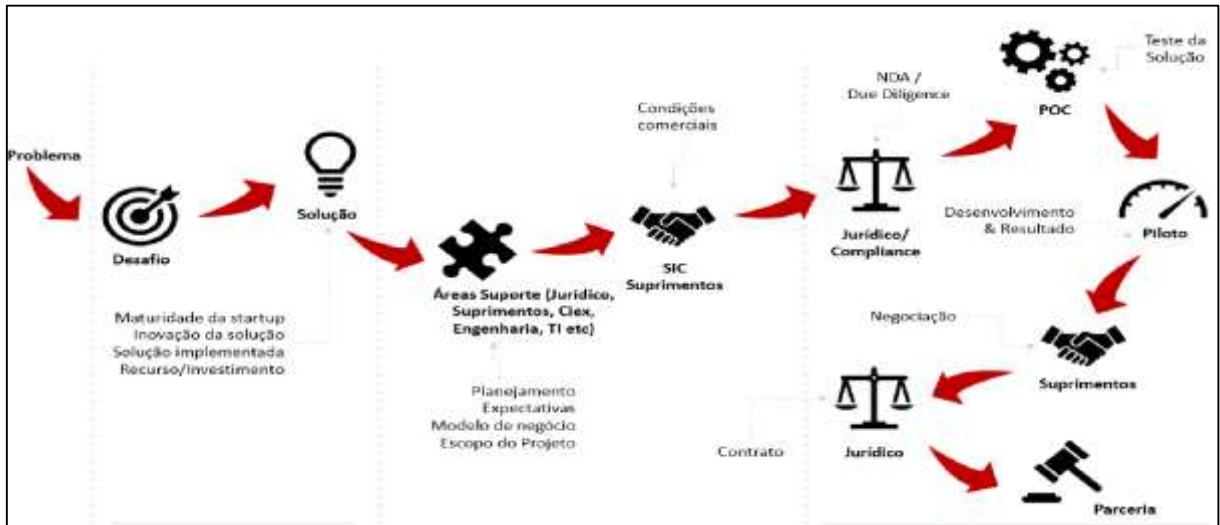 Problema
Desafio
Solução
Maturidade da startup
Inovação da solução
Solução implementada
Recurso/Investimento
Áreas Suporte (Jurídico,
Suprimentos, Ciex,
Engenharia, TI etc)
Planejamento
Expectativas
Modelo de negócio
Escopo do Projeto
Condições
comerciais
SIC
Suprimentos
NDA /
Due Diligence
Jurídico/
Compliance
POC
Teste da
Solução
Desenvolvimento
& Resultado
Piloto
Negociação
Suprimentos
Contrato
Jurídico
Parceria